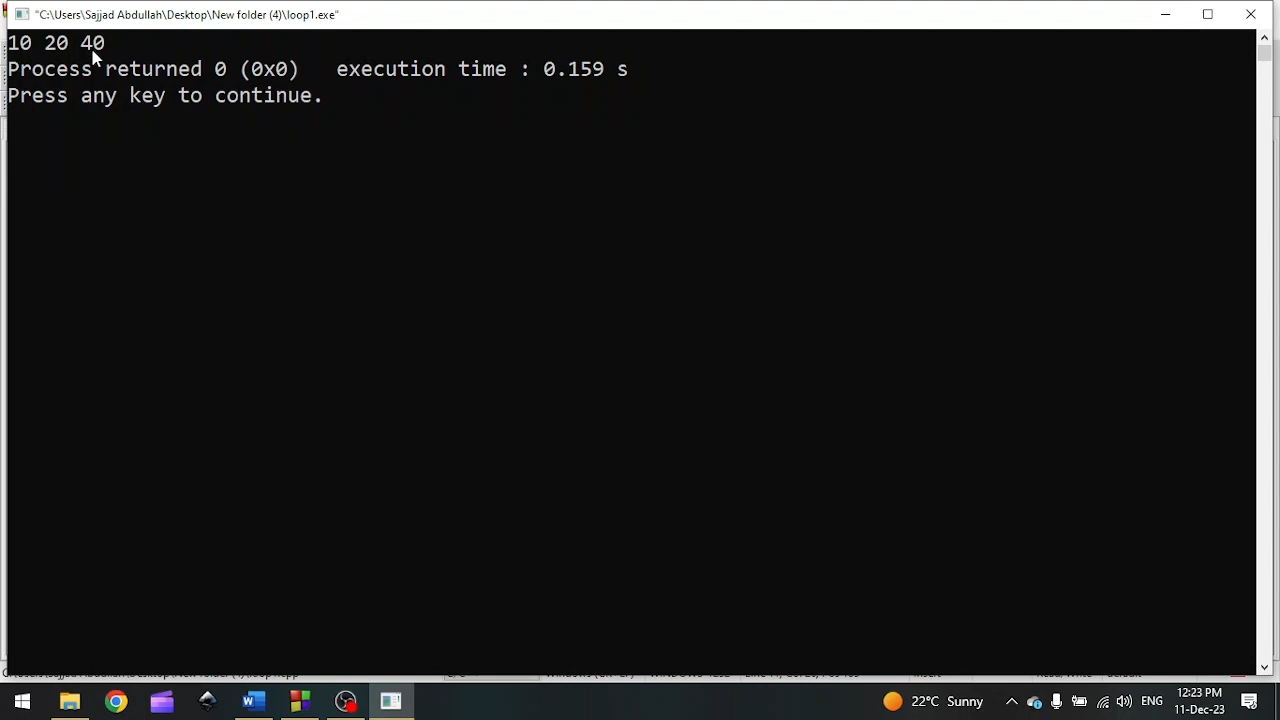 "C:\Users\Sajjad Abdullah\Desktop\New folder (4)\loop1.exe"
10 20 40
Process returned 0 (0x0)   execution time : 0.159 s
Press any key to continue.
22°C Sunny
ENG
12:23 PM
11-Dec-23